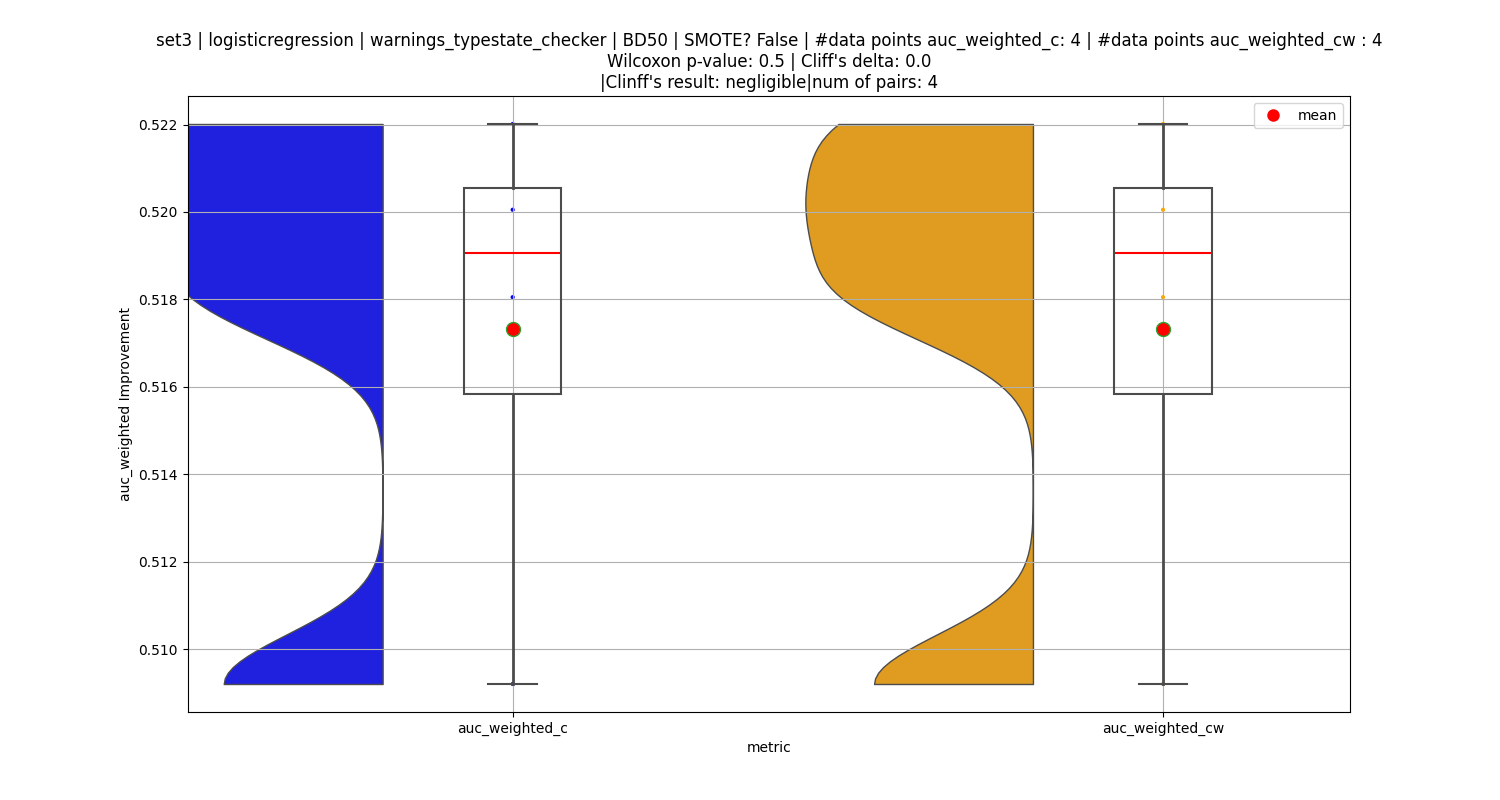 set3 | logisticregression | warnings_typestate_checker | BD50 | SMOTE? False | #data points auc_weighted_c: 4 | #data points auc_weighted_cw : 4
Wilcoxon p-value: 0.5 | Cliff's delta: 0.0
|Clinff's result: negligible|num of pairs: 4
mean
0.522
0.520
0.518
0.516
0.514
0.512
0.510
auc_weighted Improvement
auc_weighted_c
auc_weighted_cw
metric